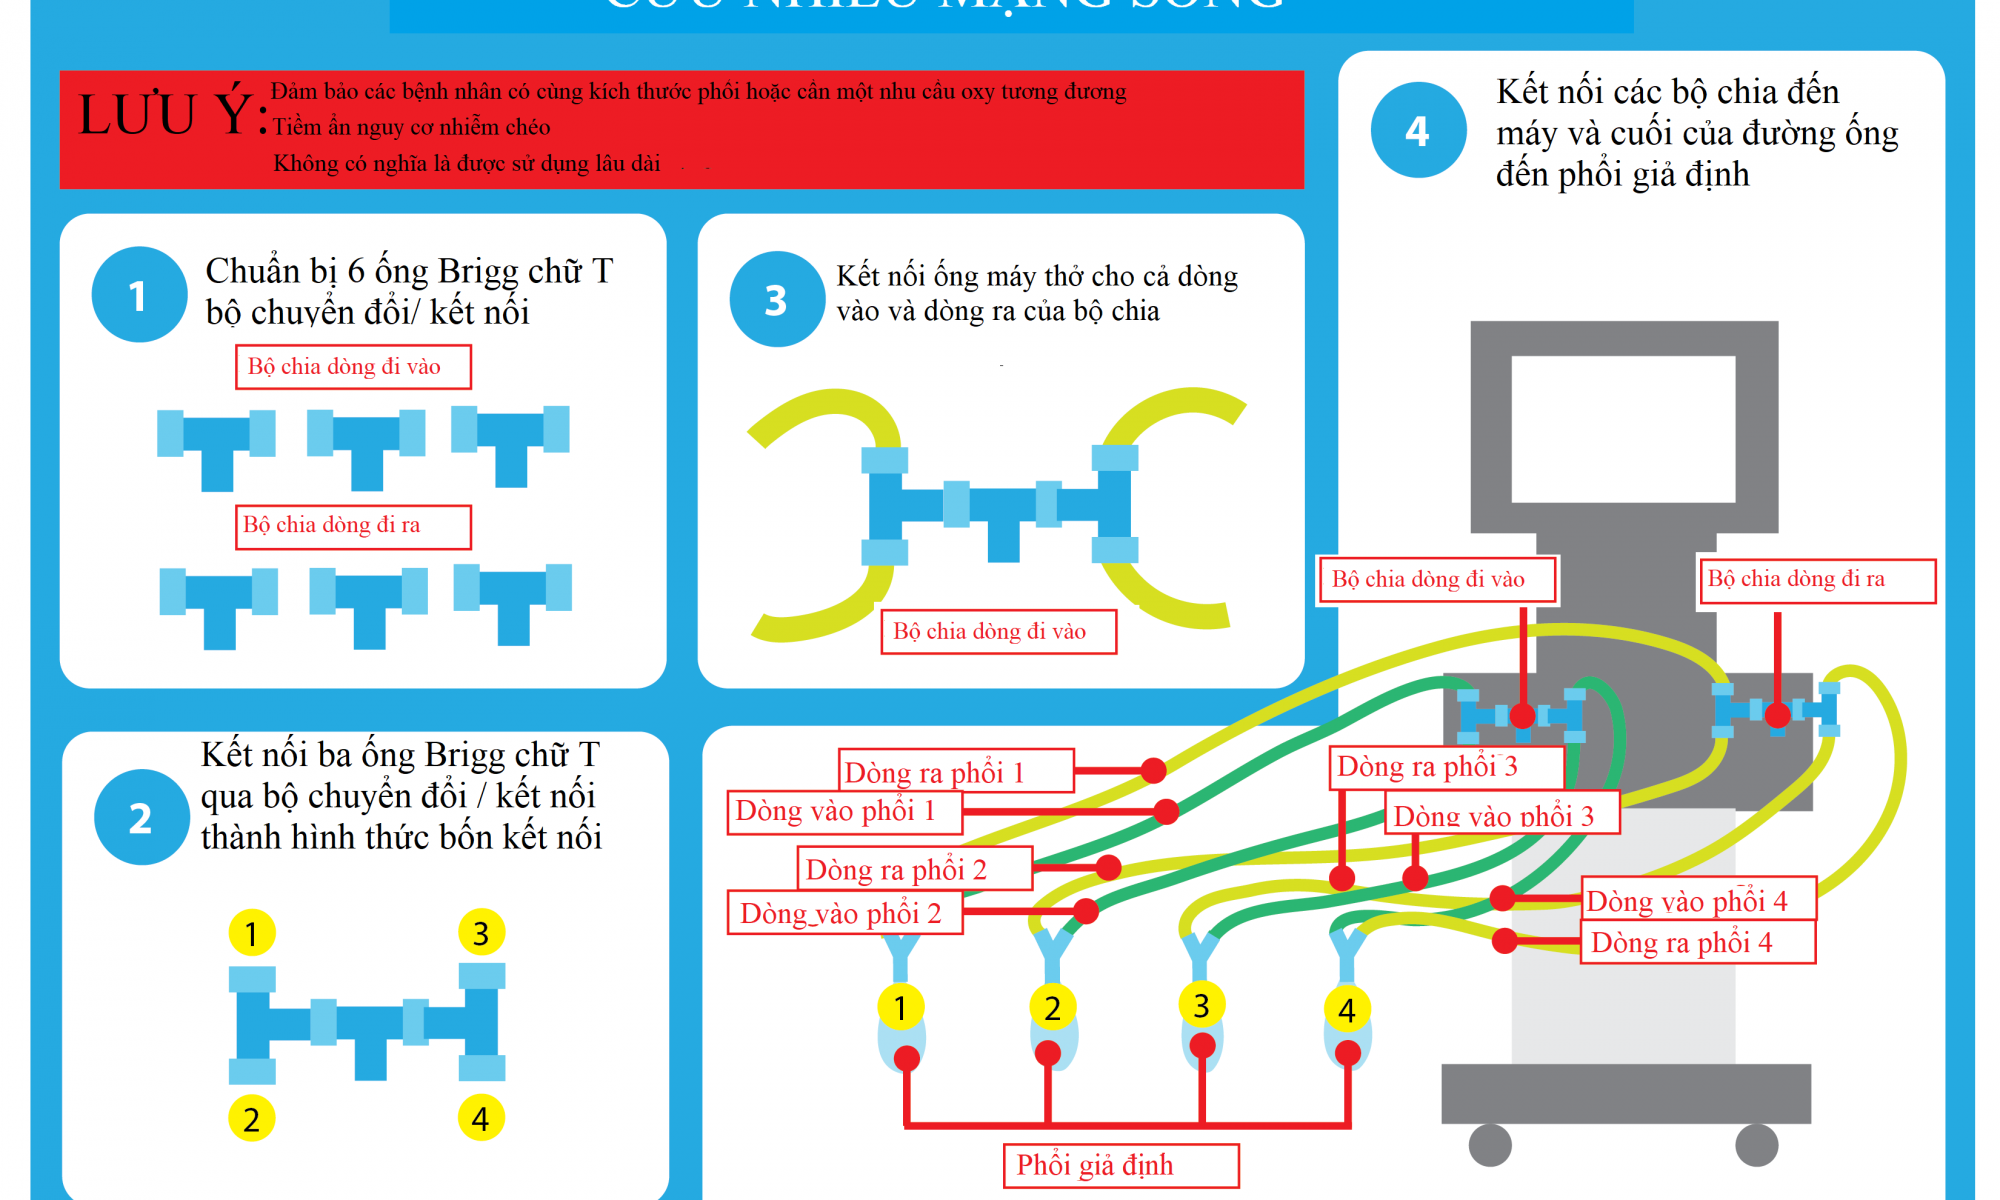 CỨU NHIỀU MẠNG SỐNG
LƯU Ý:
Đảm bảo các bệnh nhân có cùng kích thước phổi hoặc cần một nhu cầu oxy tương đương
Tiềm ẩn nguy cơ nhiễm chéo
Không có nghĩa là được sử dụng lâu dài
1
Chuẩn bị 6 ống Brigg chữ T
bộ chuyển đổi/ kết nối
Bộ chia dòng đi vào
Bộ chia dòng đi ra
2
Kết nối ba ống Brigg chữ T
qua bộ chuyển đổi / kết nối
thành hình thức bốn kết nối
1
3
2
4
3
Kết nối ống máy thở cho cả dòng
vào và dòng ra của bộ chia
Bộ chia dòng đi vào
4
Kết nối các bộ chia đến
máy và cuối của đường ống
đến phổi giả định
Bộ chia dòng đi vào
Bộ chia dòng đi ra
Dòng ra phổi 1
Dòng vào phổi 1
Dòng ra phổi 2
Dòng vào phổi 2
Dòng ra phổi 3
Dòng vào phổi 3
Dòng vào phổi 4
Dòng ra phổi 4
1
2
3
4
Phổi giả định